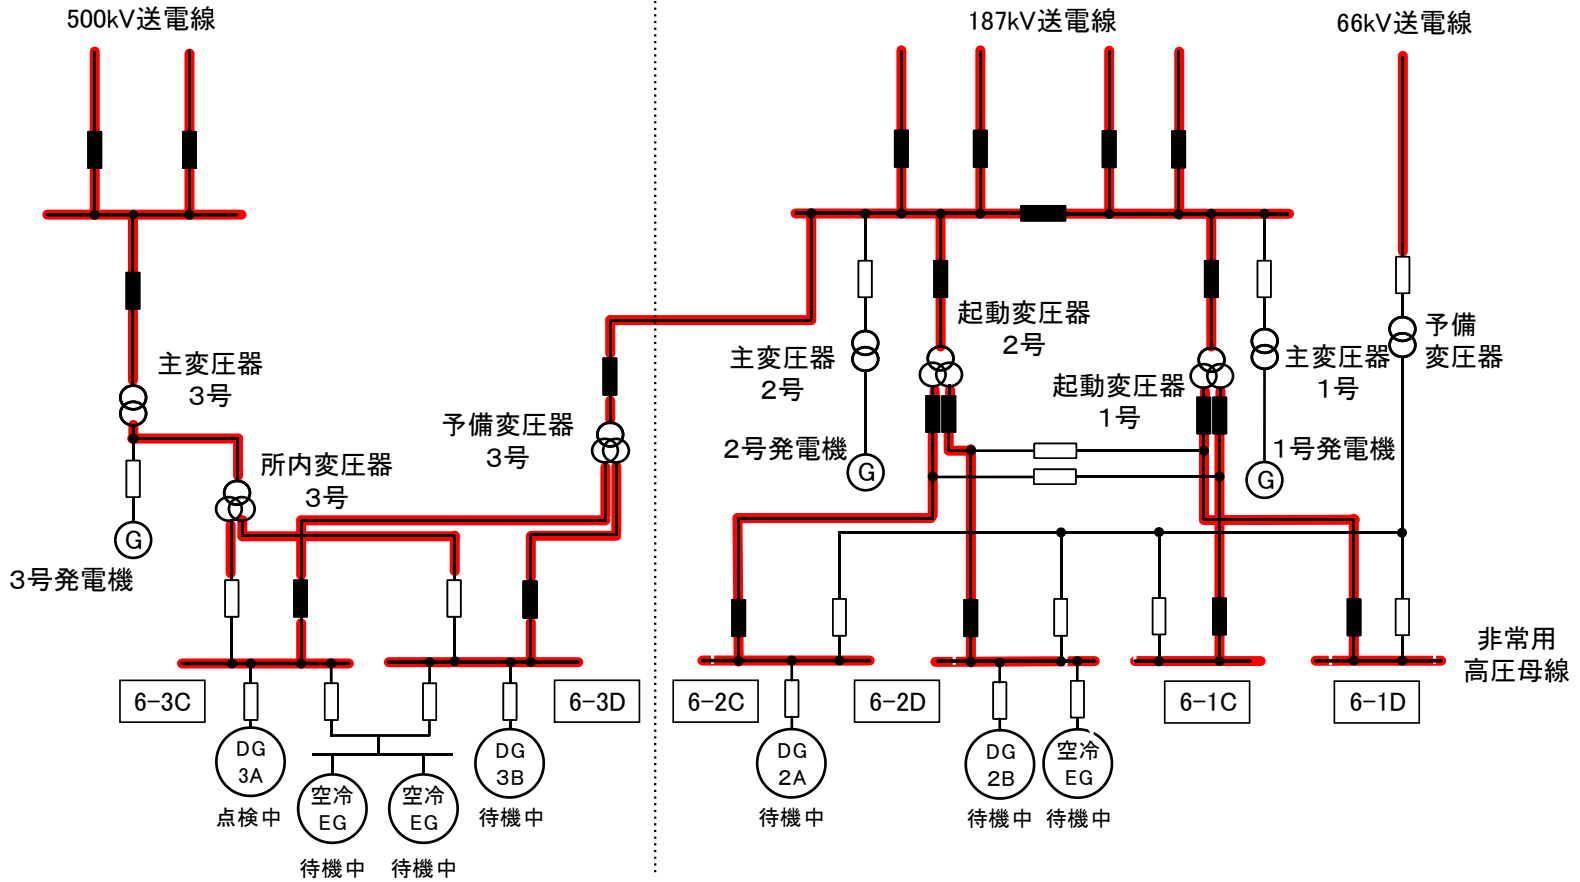 500kV送電線
187kV送電線
66kV送電線
主変圧器
3号
所内変圧器
3号
予備変圧器
3号
G
3号発電機
主変圧器
2号
2号発電機
G
起動変圧器
2号
起動変圧器
1号
主変圧器
1号
1号発電機
G
予備
変圧器
非常用
高圧母線
6-3C
6-3D
6-2C
6-2D
6-1C
6-1D
DG
3A
点検中
空冷
EG
待機中
空冷
EG
待機中
DG
3B
待機中
DG
2A
待機中
DG
2B
待機中
空冷
EG
待機中